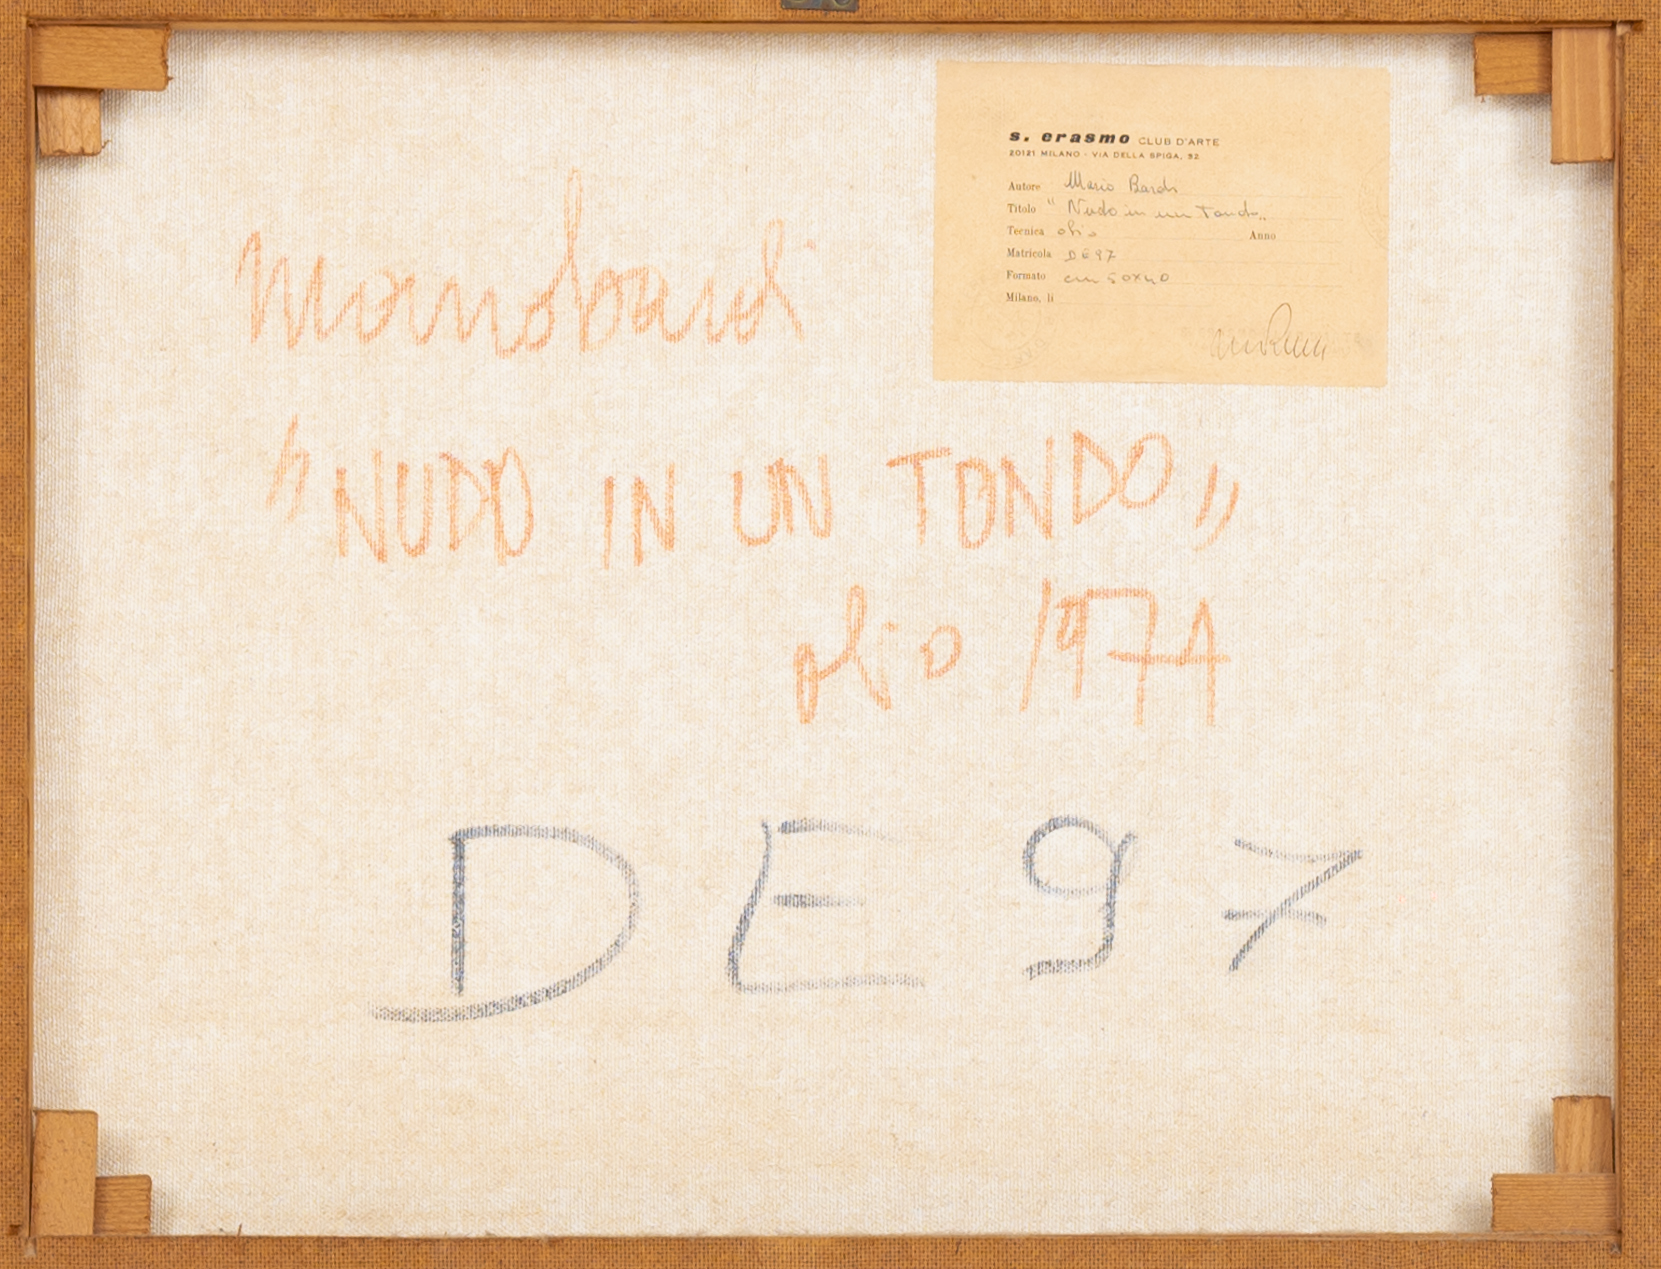 s. erasmo CLUB D'ARTE
20121 MILANO - VIA DELLA SPIGA, 52
Autore Mario Bardi
Titolo " Nudo in un Tondo "
Tecnica olio Anno
Matricola DE97
Formato cm 50x40
Milano, li
Mariobardi
"NUDO IN UN TONDO"
olio 1974
DE97